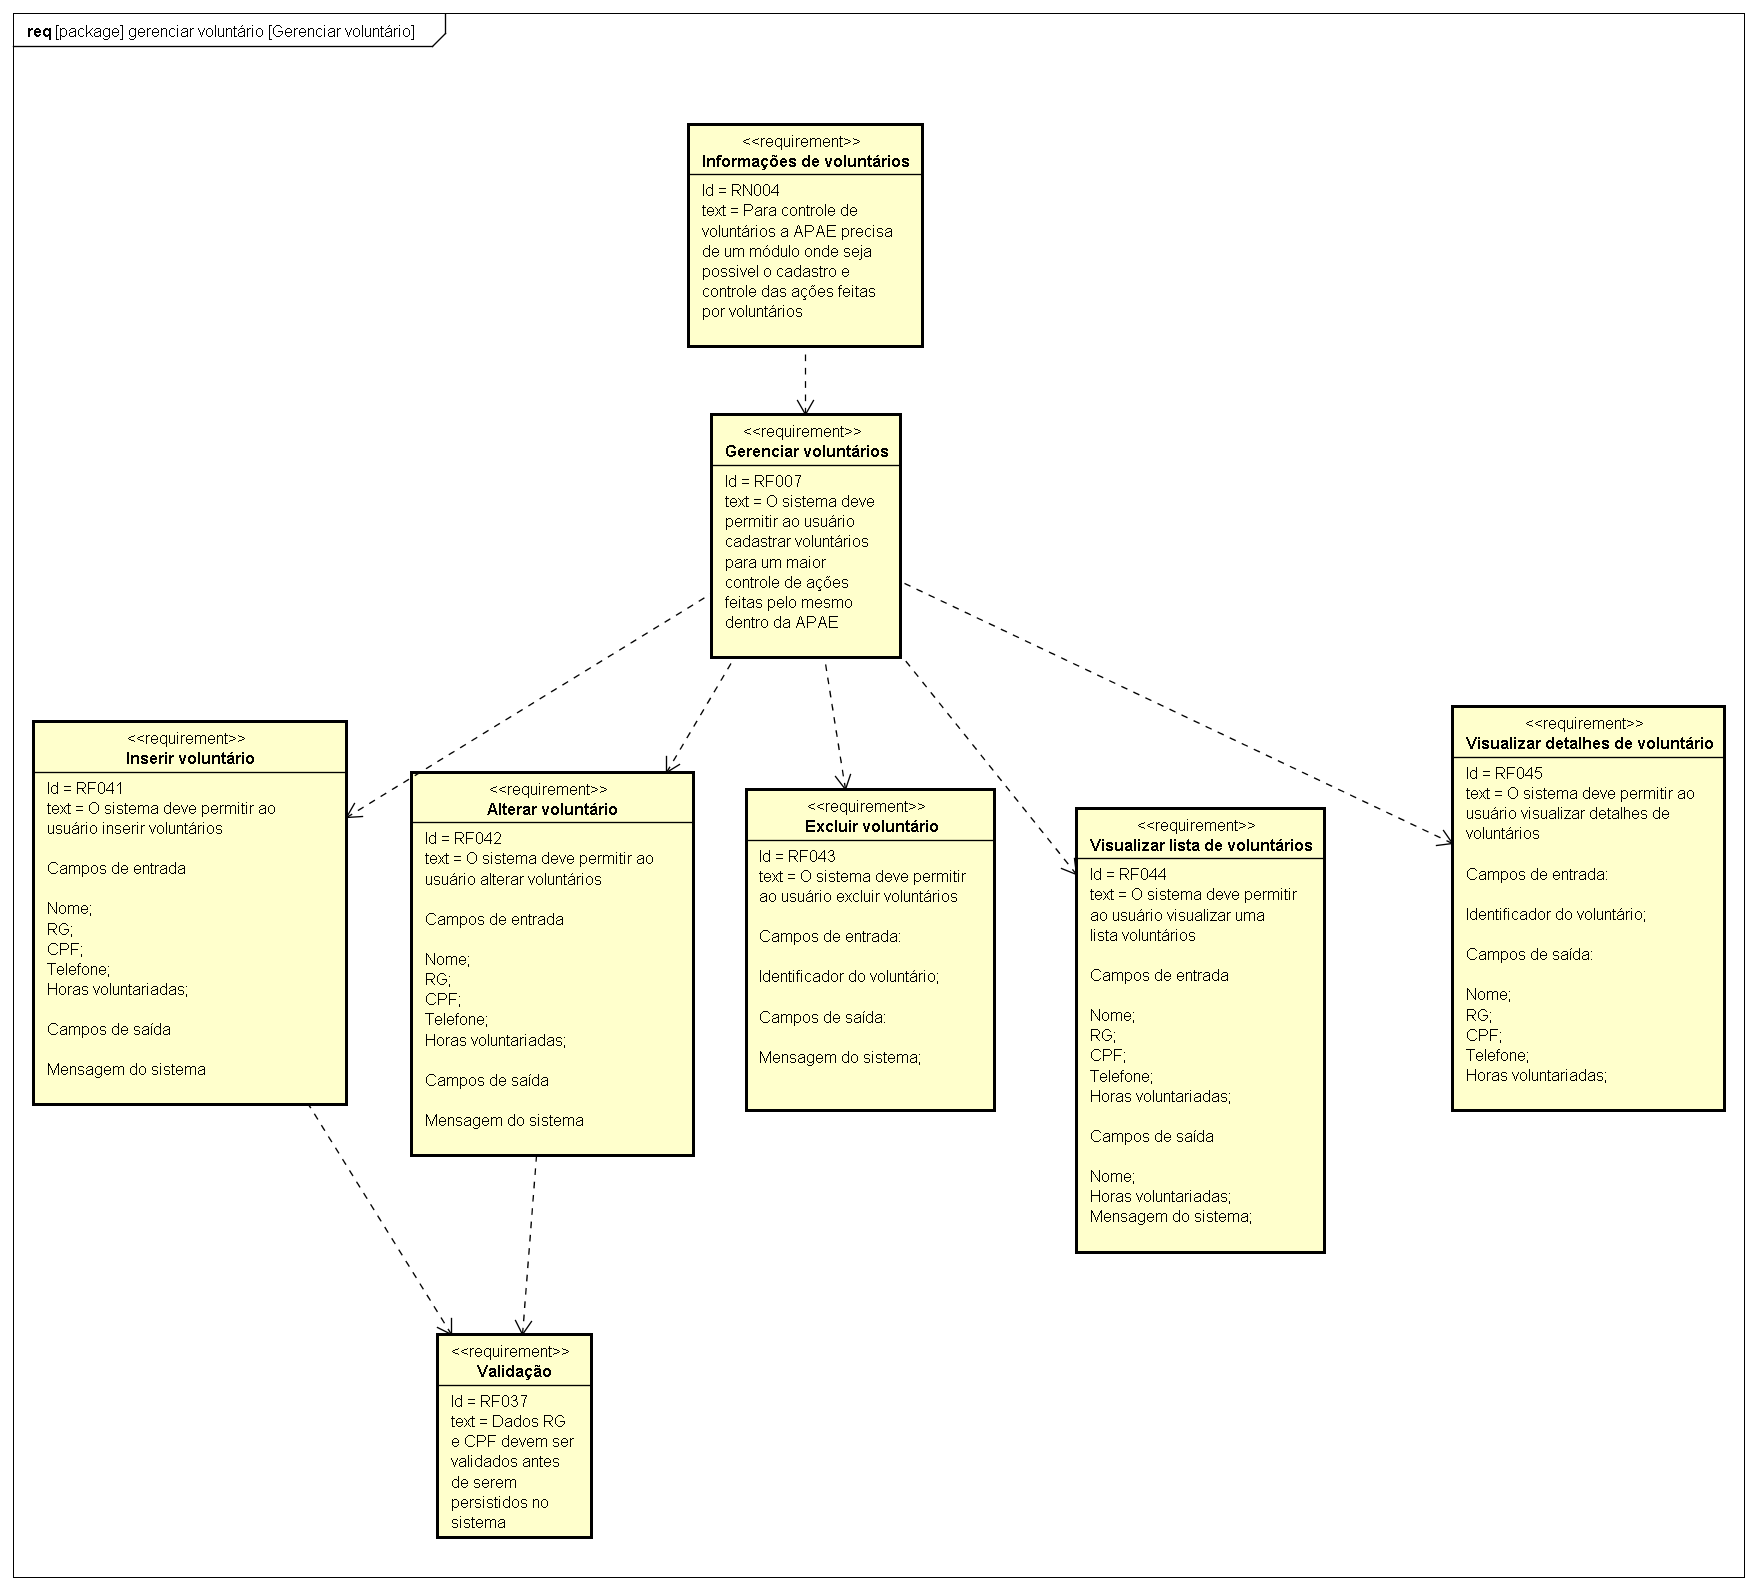 req [package] gerenciar voluntário [Gerenciar voluntário]
<<requirement>>
Informações de voluntários
Id = RN004
text = Para controle de
voluntários a APAE precisa
de um módulo onde seja
possivel o cadastro e
controle das ações feitas
por voluntários
<<requirement>>
Gerenciar voluntários
Id = RF007
text = O sistema deve
permitir ao usuário
cadastrar voluntários
para um maior
controle de ações
feitas pelo mesmo
dentro da APAE
<<requirement>>
Inserir voluntário
Id = RF041
text = O sistema deve permitir ao
usuário inserir voluntários
Campos de entrada
Nome;
RG;
CPF;
Telefone;
Horas voluntariadas;
Campos de saída
Mensagem do sistema
<<requirement>>
Alterar voluntário
Id = RF042
text = O sistema deve permitir ao
usuário alterar voluntários
Campos de entrada
Nome;
RG;
CPF;
Telefone;
Horas voluntariadas;
Campos de saída
Mensagem do sistema
<<requirement>>
Excluir voluntário
Id = RF043
text = O sistema deve permitir
ao usuário excluir voluntários
Campos de entrada:
Identificador do voluntário;
Campos de saída:
Mensagem do sistema;
<<requirement>>
Visualizar lista de voluntários
Id = RF044
text = O sistema deve permitir
ao usuário visualizar uma
lista voluntários
Campos de entrada
Nome;
RG;
CPF;
Telefone;
Horas voluntariadas;
Campos de saída
Nome;
Horas voluntariadas;
Mensagem do sistema;
<<requirement>>
Visualizar detalhes de voluntário
Id = RF045
text = O sistema deve permitir ao
usuário visualizar detalhes de
voluntários
Campos de entrada:
Identificador do voluntário;
Campos de saída:
Nome;
RG;
CPF;
Telefone;
Horas voluntariadas;
<<requirement>>
Validação
Id = RF037
text = Dados RG
e CPF devem ser
validados antes
de serem
persistidos no
sistema